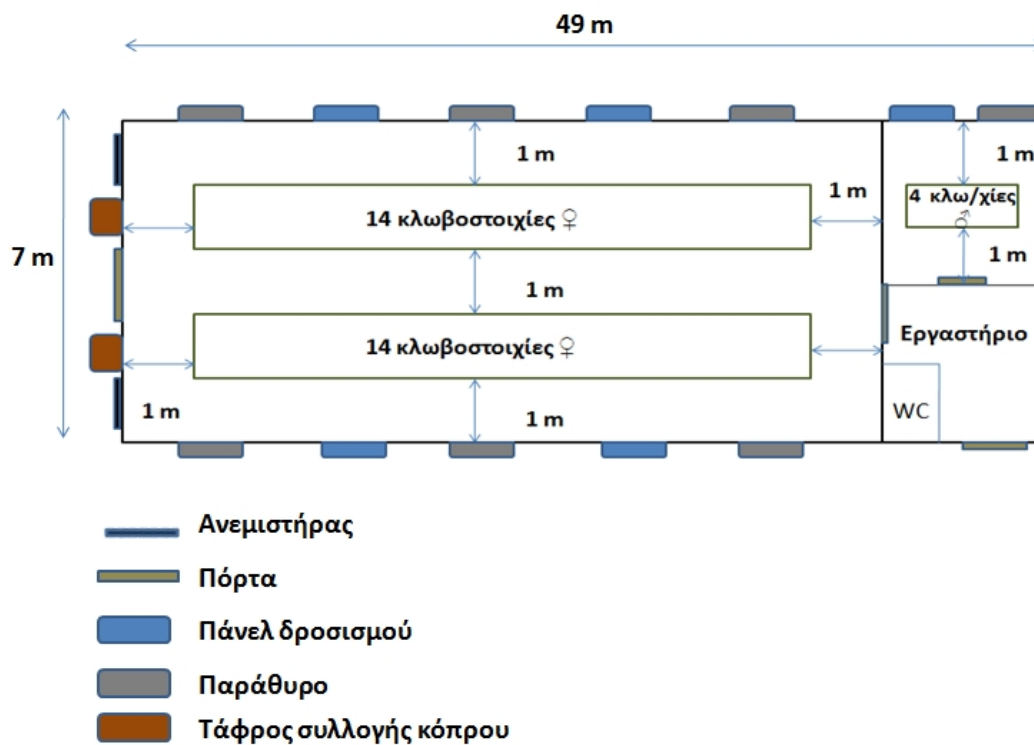 49 m
1 m
1 m
1 m
4 κλω/χίες
♂
14 κλωβοστοιχίες ♀
7 m
1 m
1 m
14 κλωβοστοιχίες ♀
Εργαστήριο
1 m
1 m
WC
Ανεμιστήρας
Πόρτα
Πάνελ δροσισμού
Παράθυρο
Τάφρος συλλογής κόπρου